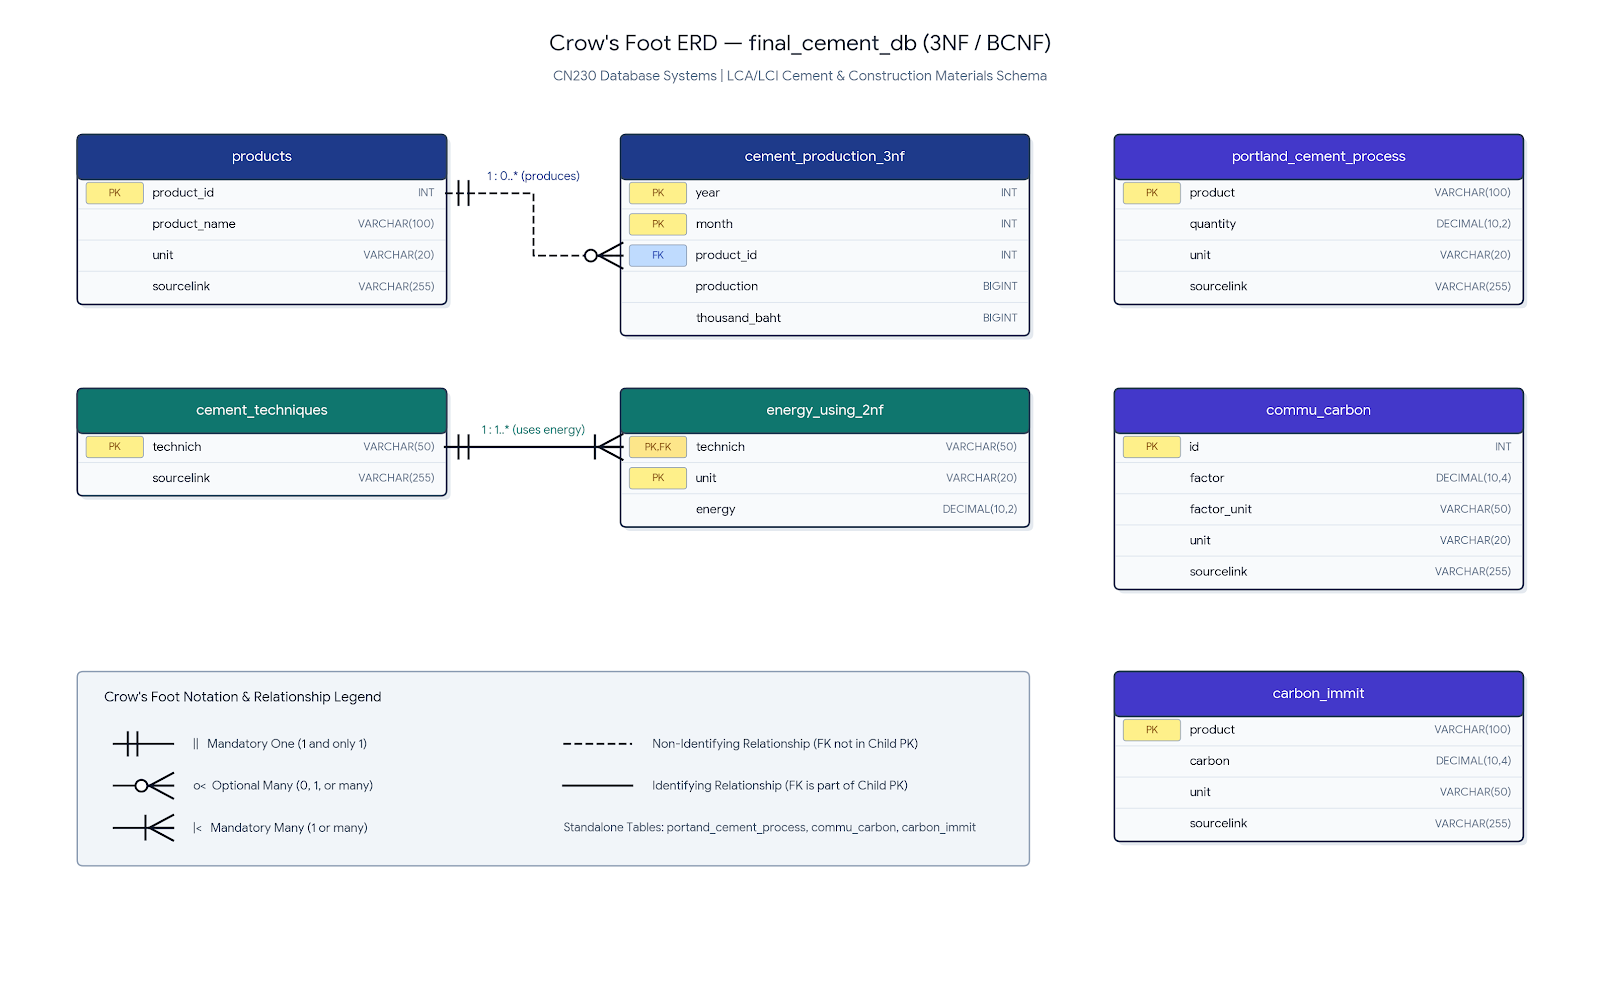 Crow's Foot ERD — final_cement_db (3NF / BCNF)
CN230 Database Systems | LCA/LCI Cement & Construction Materials Schema
products
PK product_id INT
product_name VARCHAR(100)
unit VARCHAR(20)
sourcelink VARCHAR(255)
1 : 0..* (produces)
cement_production_3nf
PK year INT
PK month INT
FK product_id INT
production BIGINT
thousand_baht BIGINT
portland_cement_process
PK product VARCHAR(100)
quantity DECIMAL(10,2)
unit VARCHAR(20)
sourcelink VARCHAR(255)
cement_techniques
PK technich VARCHAR(50)
sourcelink VARCHAR(255)
1 : 1..* (uses energy)
energy_using_2nf
PK,FK technich VARCHAR(50)
PK unit VARCHAR(20)
energy DECIMAL(10,2)
commu_carbon
PK id INT
factor DECIMAL(10,4)
factor_unit VARCHAR(50)
unit VARCHAR(20)
sourcelink VARCHAR(255)
Crow's Foot Notation & Relationship Legend
|| Mandatory One (1 and only 1)
o< Optional Many (0, 1, or many)
|< Mandatory Many (1 or many)
Non-Identifying Relationship (FK not in Child PK)
Identifying Relationship (FK is part of Child PK)
Standalone Tables: portand_cement_process, commu_carbon, carbon_immit
carbon_immit
PK product VARCHAR(100)
carbon DECIMAL(10,4)
unit VARCHAR(50)
sourcelink VARCHAR(255)